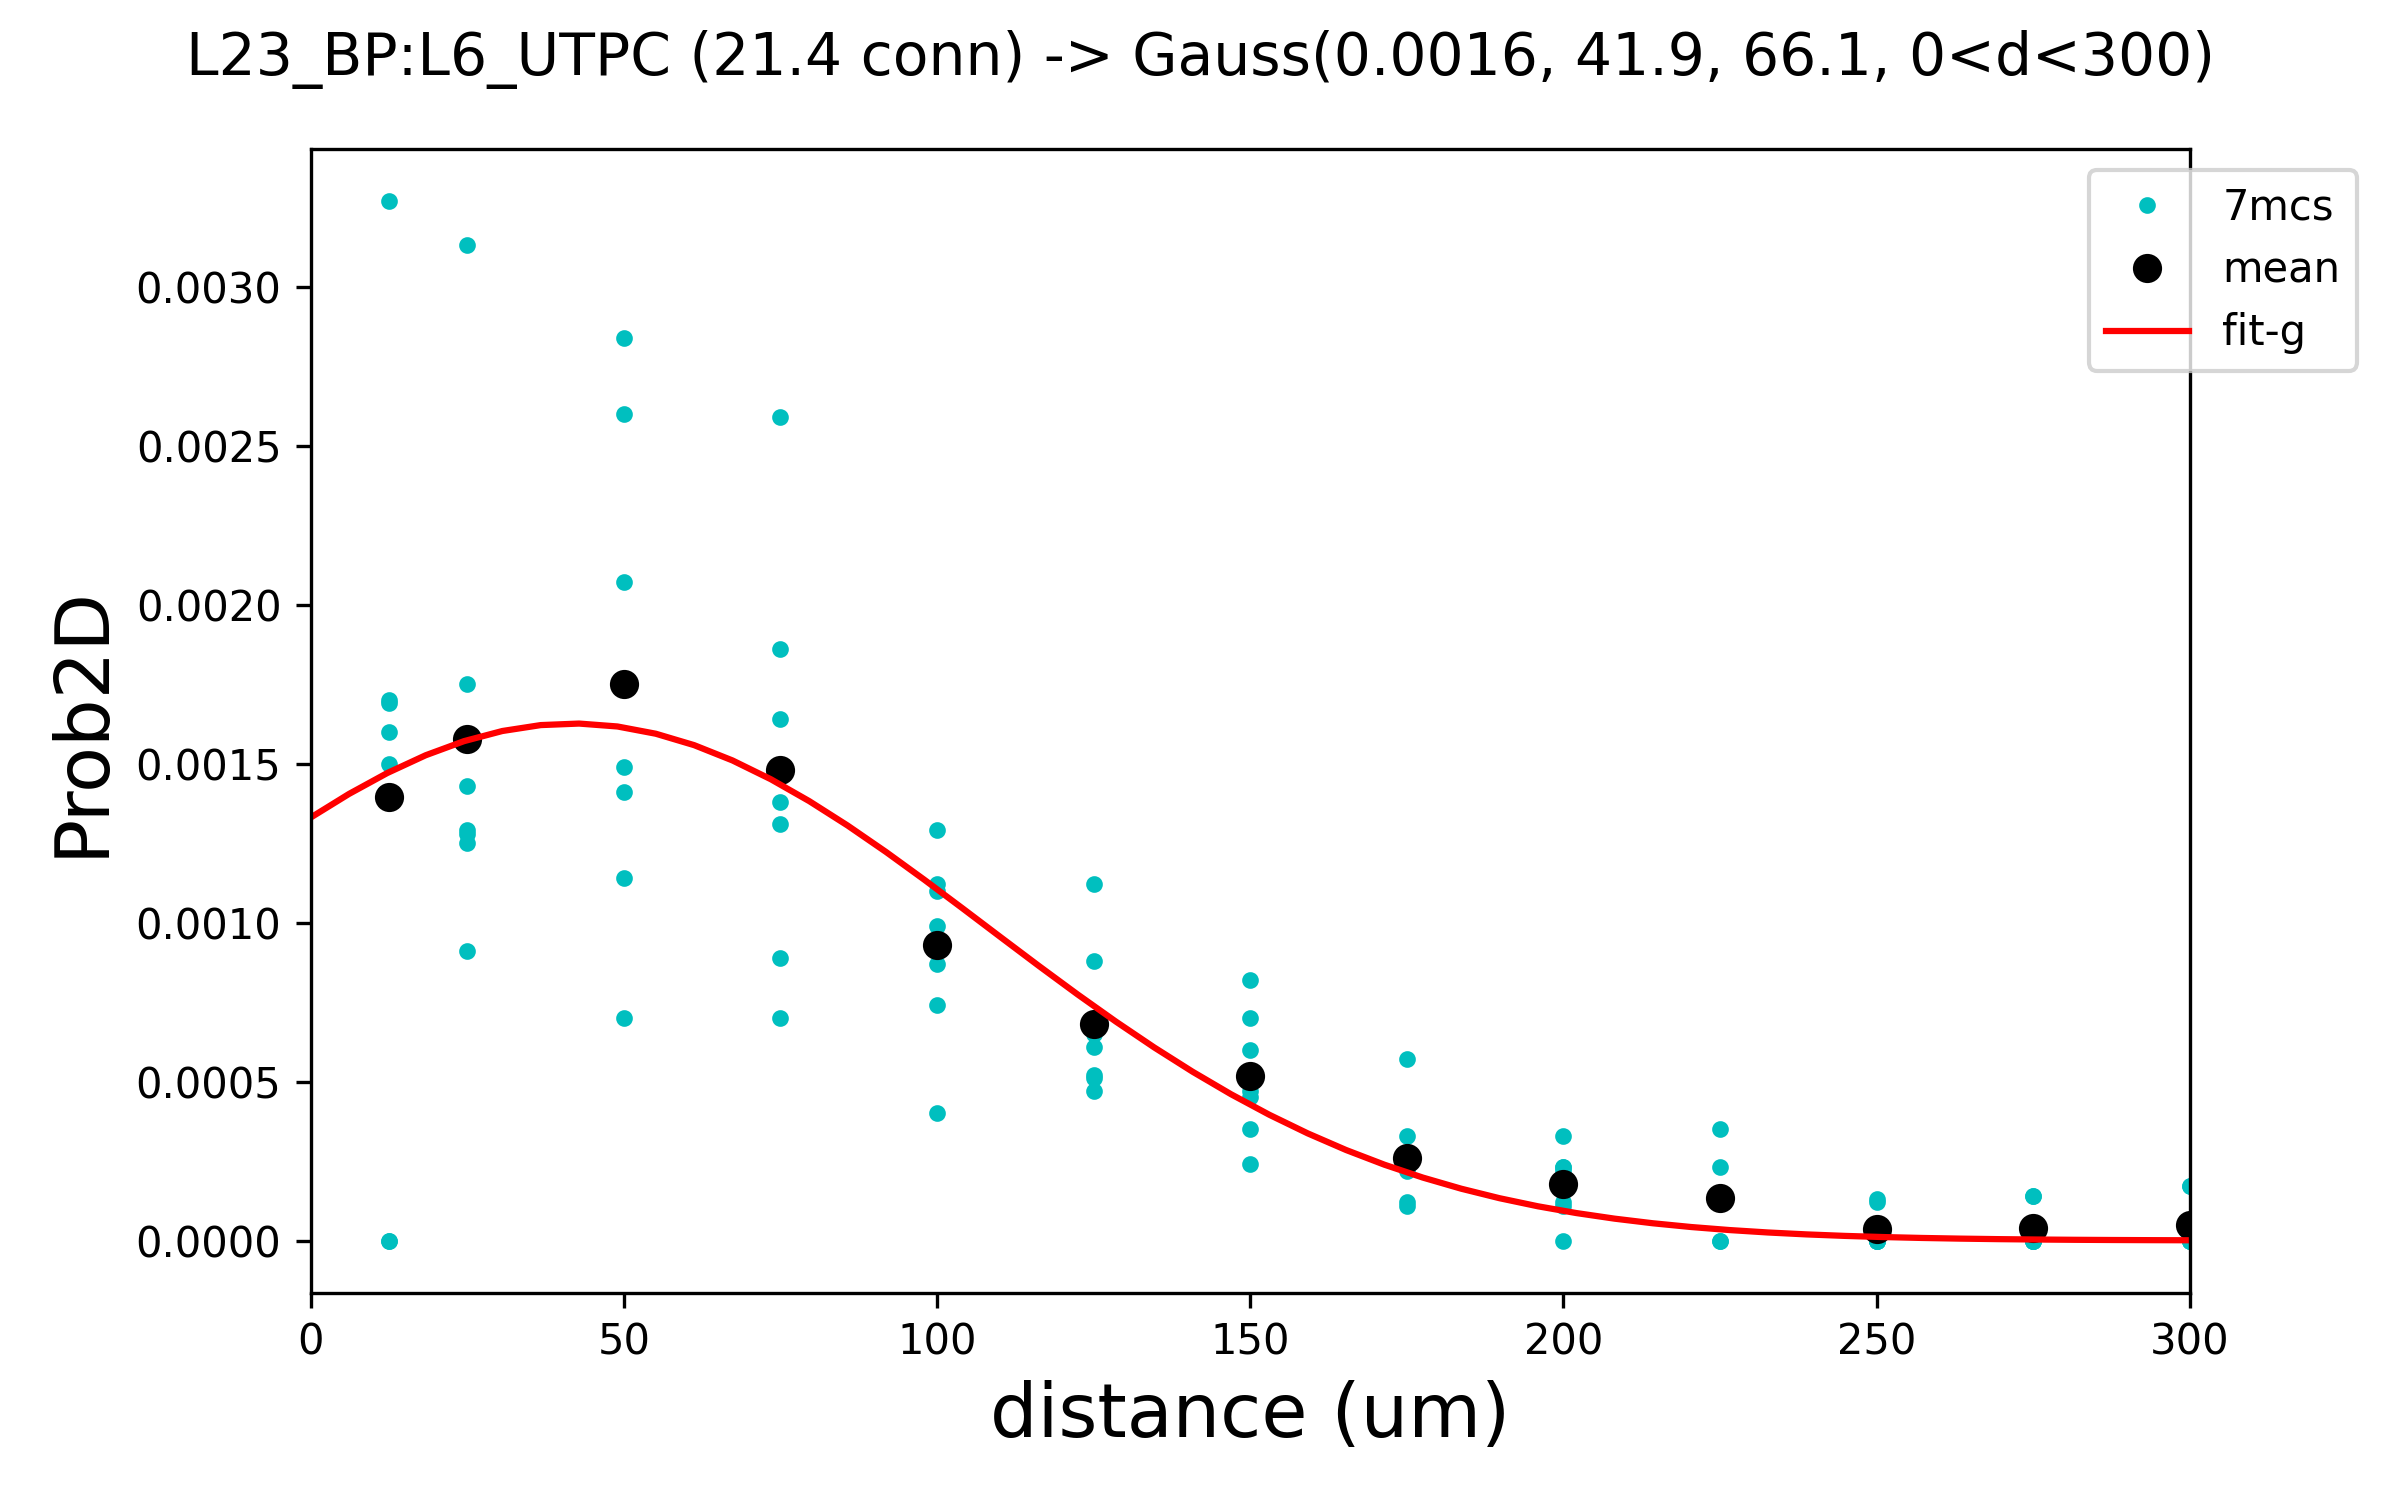 L23_BP:L6_UTPC (21.4 conn) -> Gauss(0.0016, 41.9, 66.1, 0<d<300)
7mcs
mean
fit-g
Prob2D
0.0030
0.0025
0.0020
0.0015
0.0010
0.0005
0.0000
0 50 100 150 200 250 300
distance (um)